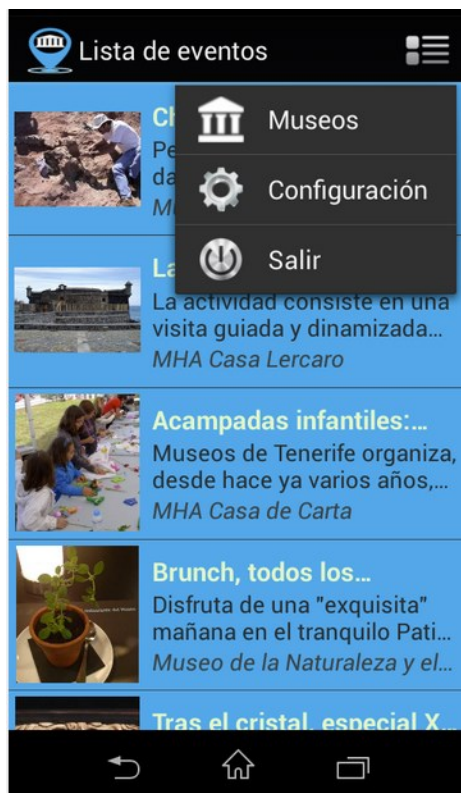 Lista de eventos
Museos
Configuración
Salir
La actividad consiste en una
visita guiada y dinamizada...
MHA Casa Lercaro
Acampadas infantiles:...
Museos de Tenerife organiza,
desde hace ya varios años,...
MHA Casa de Carta
Brunch, todos los...
Disfruta de una "exquisita"
mañana en el tranquilo Pati...
Museo de la Naturaleza y el...
Tras el cristal, especial X...